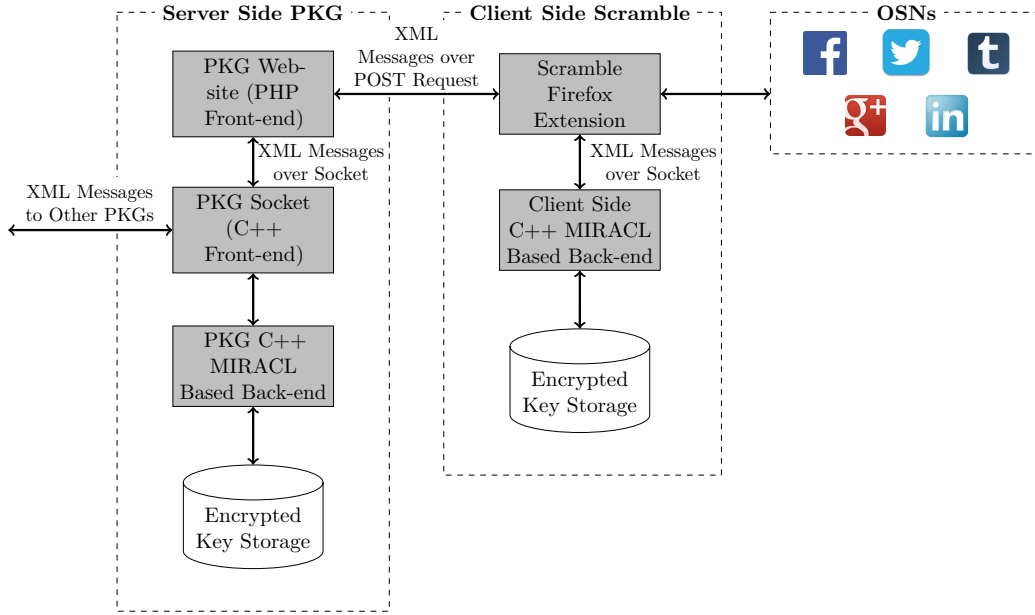 Server Side PKG
Client Side Scramble
OSNs
PKG Web-
site (PHP
Front-end)
XML
Messages over
POST Request
Scramble
Firefox
Extension
f
t
g+
in
XML Messages
over Socket
XML Messages
over Socket
XML Messages
to Other PKGs
PKG Socket
(C++
Front-end)
Client Side
C++ MIRACL
Based Back-end
PKG C++
MIRACL
Based Back-end
Encrypted
Key Storage
Encrypted
Key Storage